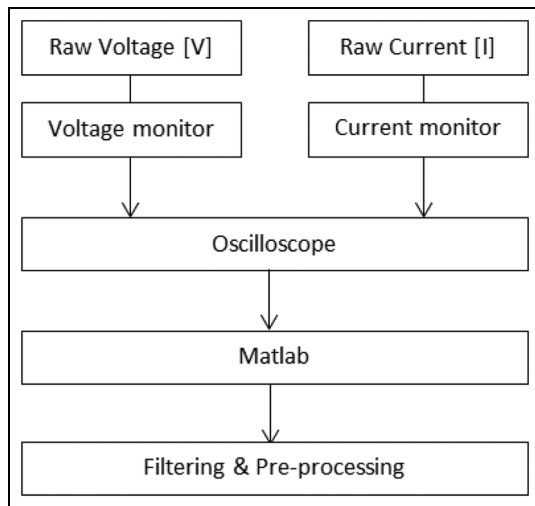 Raw Voltage [V]
Raw Current [I]
Voltage monitor
Current monitor
Oscilloscope
Matlab
Filtering & Pre-processing